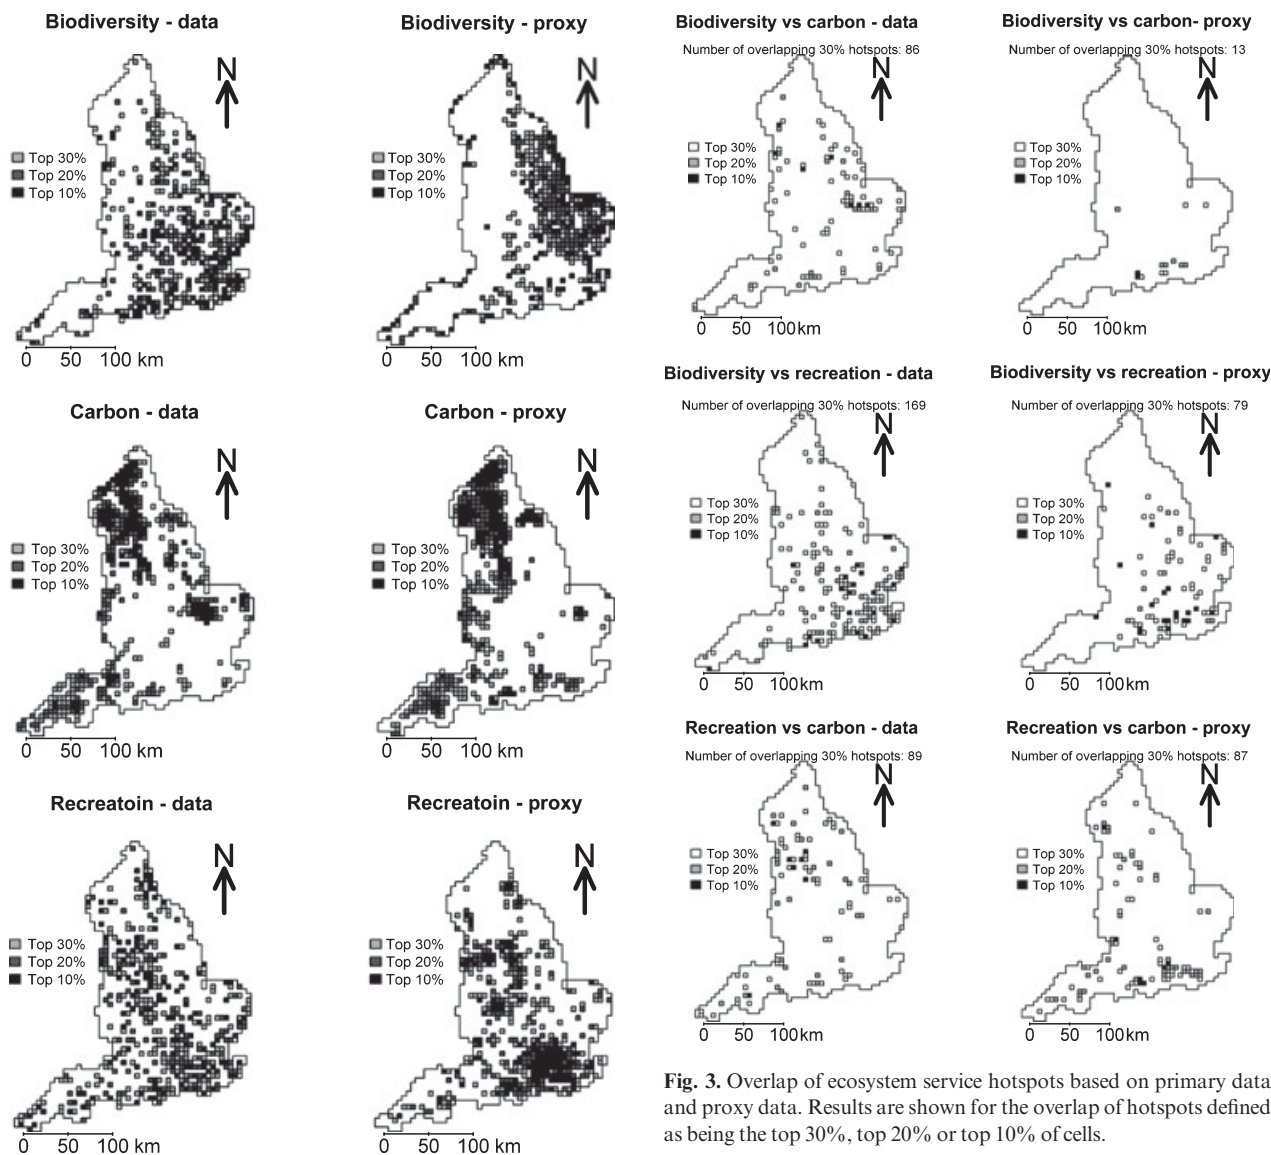 Biodiversity - data
N
Top 30%
Top 20%
Top 10%
0 50 100 km
Biodiversity - proxy
N
Top 30%
Top 20%
Top 10%
0 50 100 km
Carbon - data
N
Top 30%
Top 20%
Top 10%
0 50 100 km
Carbon - proxy
N
Top 30%
Top 20%
Top 10%
0 50 100 km
Recreatoin - data
N
Top 30%
Top 20%
Top 10%
0 50 100 km
Recreatoin - proxy
N
Top 30%
Top 20%
Top 10%
0 50 100 km
Biodiversity vs carbon - data
Number of overlapping 30% hotspots: 86
N
Top 30%
Top 20%
Top 10%
0 50 100km
Biodiversity vs carbon- proxy
Number of overlapping 30% hotspots: 13
N
Top 30%
Top 20%
Top 10%
0 50 100km
Biodiversity vs recreation - data
Number of overlapping 30% hotspots: 169
N
Top 30%
Top 20%
Top 10%
0 50 100km
Biodiversity vs recreation - proxy
Number of overlapping 30% hotspots: 79
N
Top 30%
Top 20%
Top 10%
0 50 100km
Recreation vs carbon - data
Number of overlapping 30% hotspots: 89
N
Top 30%
Top 20%
Top 10%
0 50 100km
Recreation vs carbon - proxy
Number of overlapping 30% hotspots: 87
N
Top 30%
Top 20%
Top 10%
0 50 100km
Fig. 3. Overlap of ecosystem service hotspots based on primary data
and proxy data. Results are shown for the overlap of hotspots defined
as being the top 30%, top 20% or top 10% of cells.